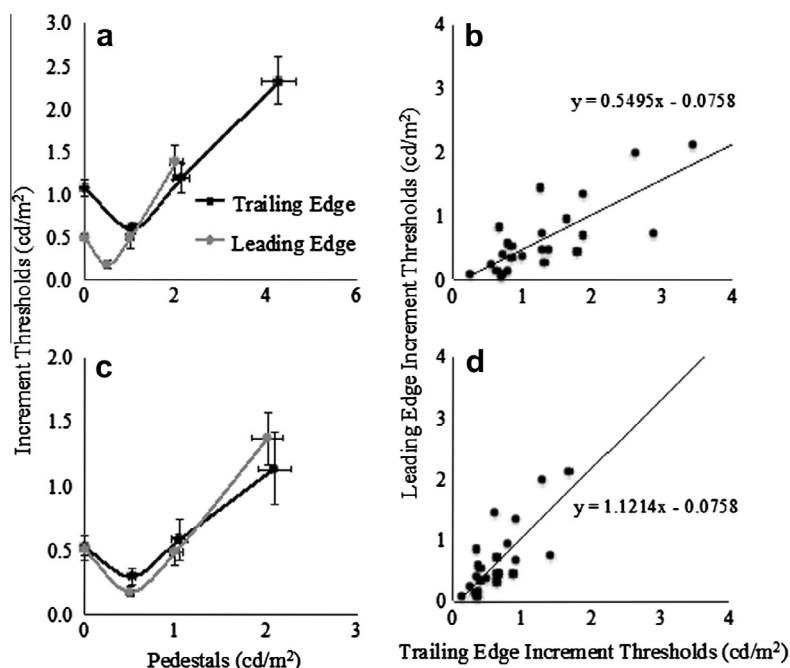 a
3.0
2.5
2.0
1.5
1.0
0.5
0.0
0 2 4 6
Trailing Edge
Leading Edge
Increment Thresholds (cd/m²)
b
4
3
2
1
0
0 1 2 3 4
y = 0.5495x - 0.0758
c
2.0
1.5
1.0
0.5
0.0
0 1 2 3
Pedestals (cd/m²)
Leading Edge Increment Thresholds (cd/m²)
d
4
3
2
1
0
0 1 2 3 4
y = 1.1214x - 0.0758
Trailing Edge Increment Thresholds (cd/m²)